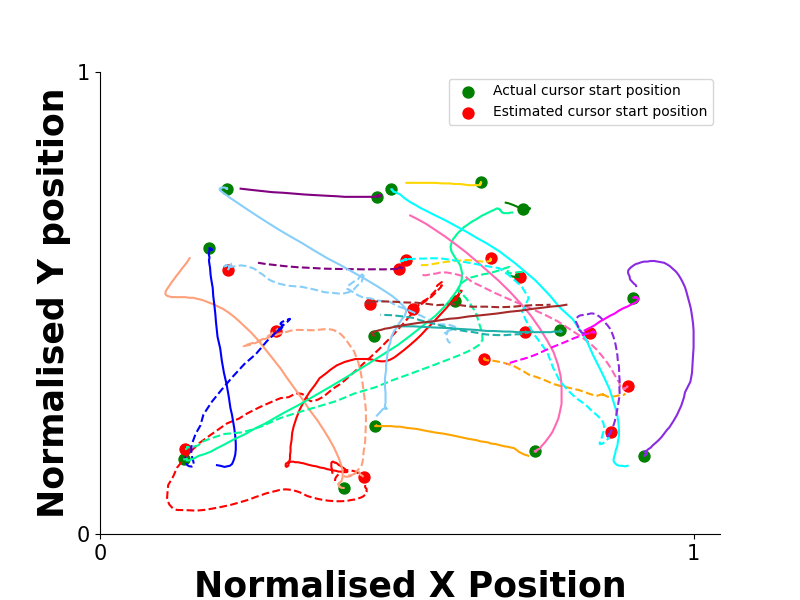 Actual cursor start position
Estimated cursor start position
1
Normalised Y position
0
0
1
Normalised X Position